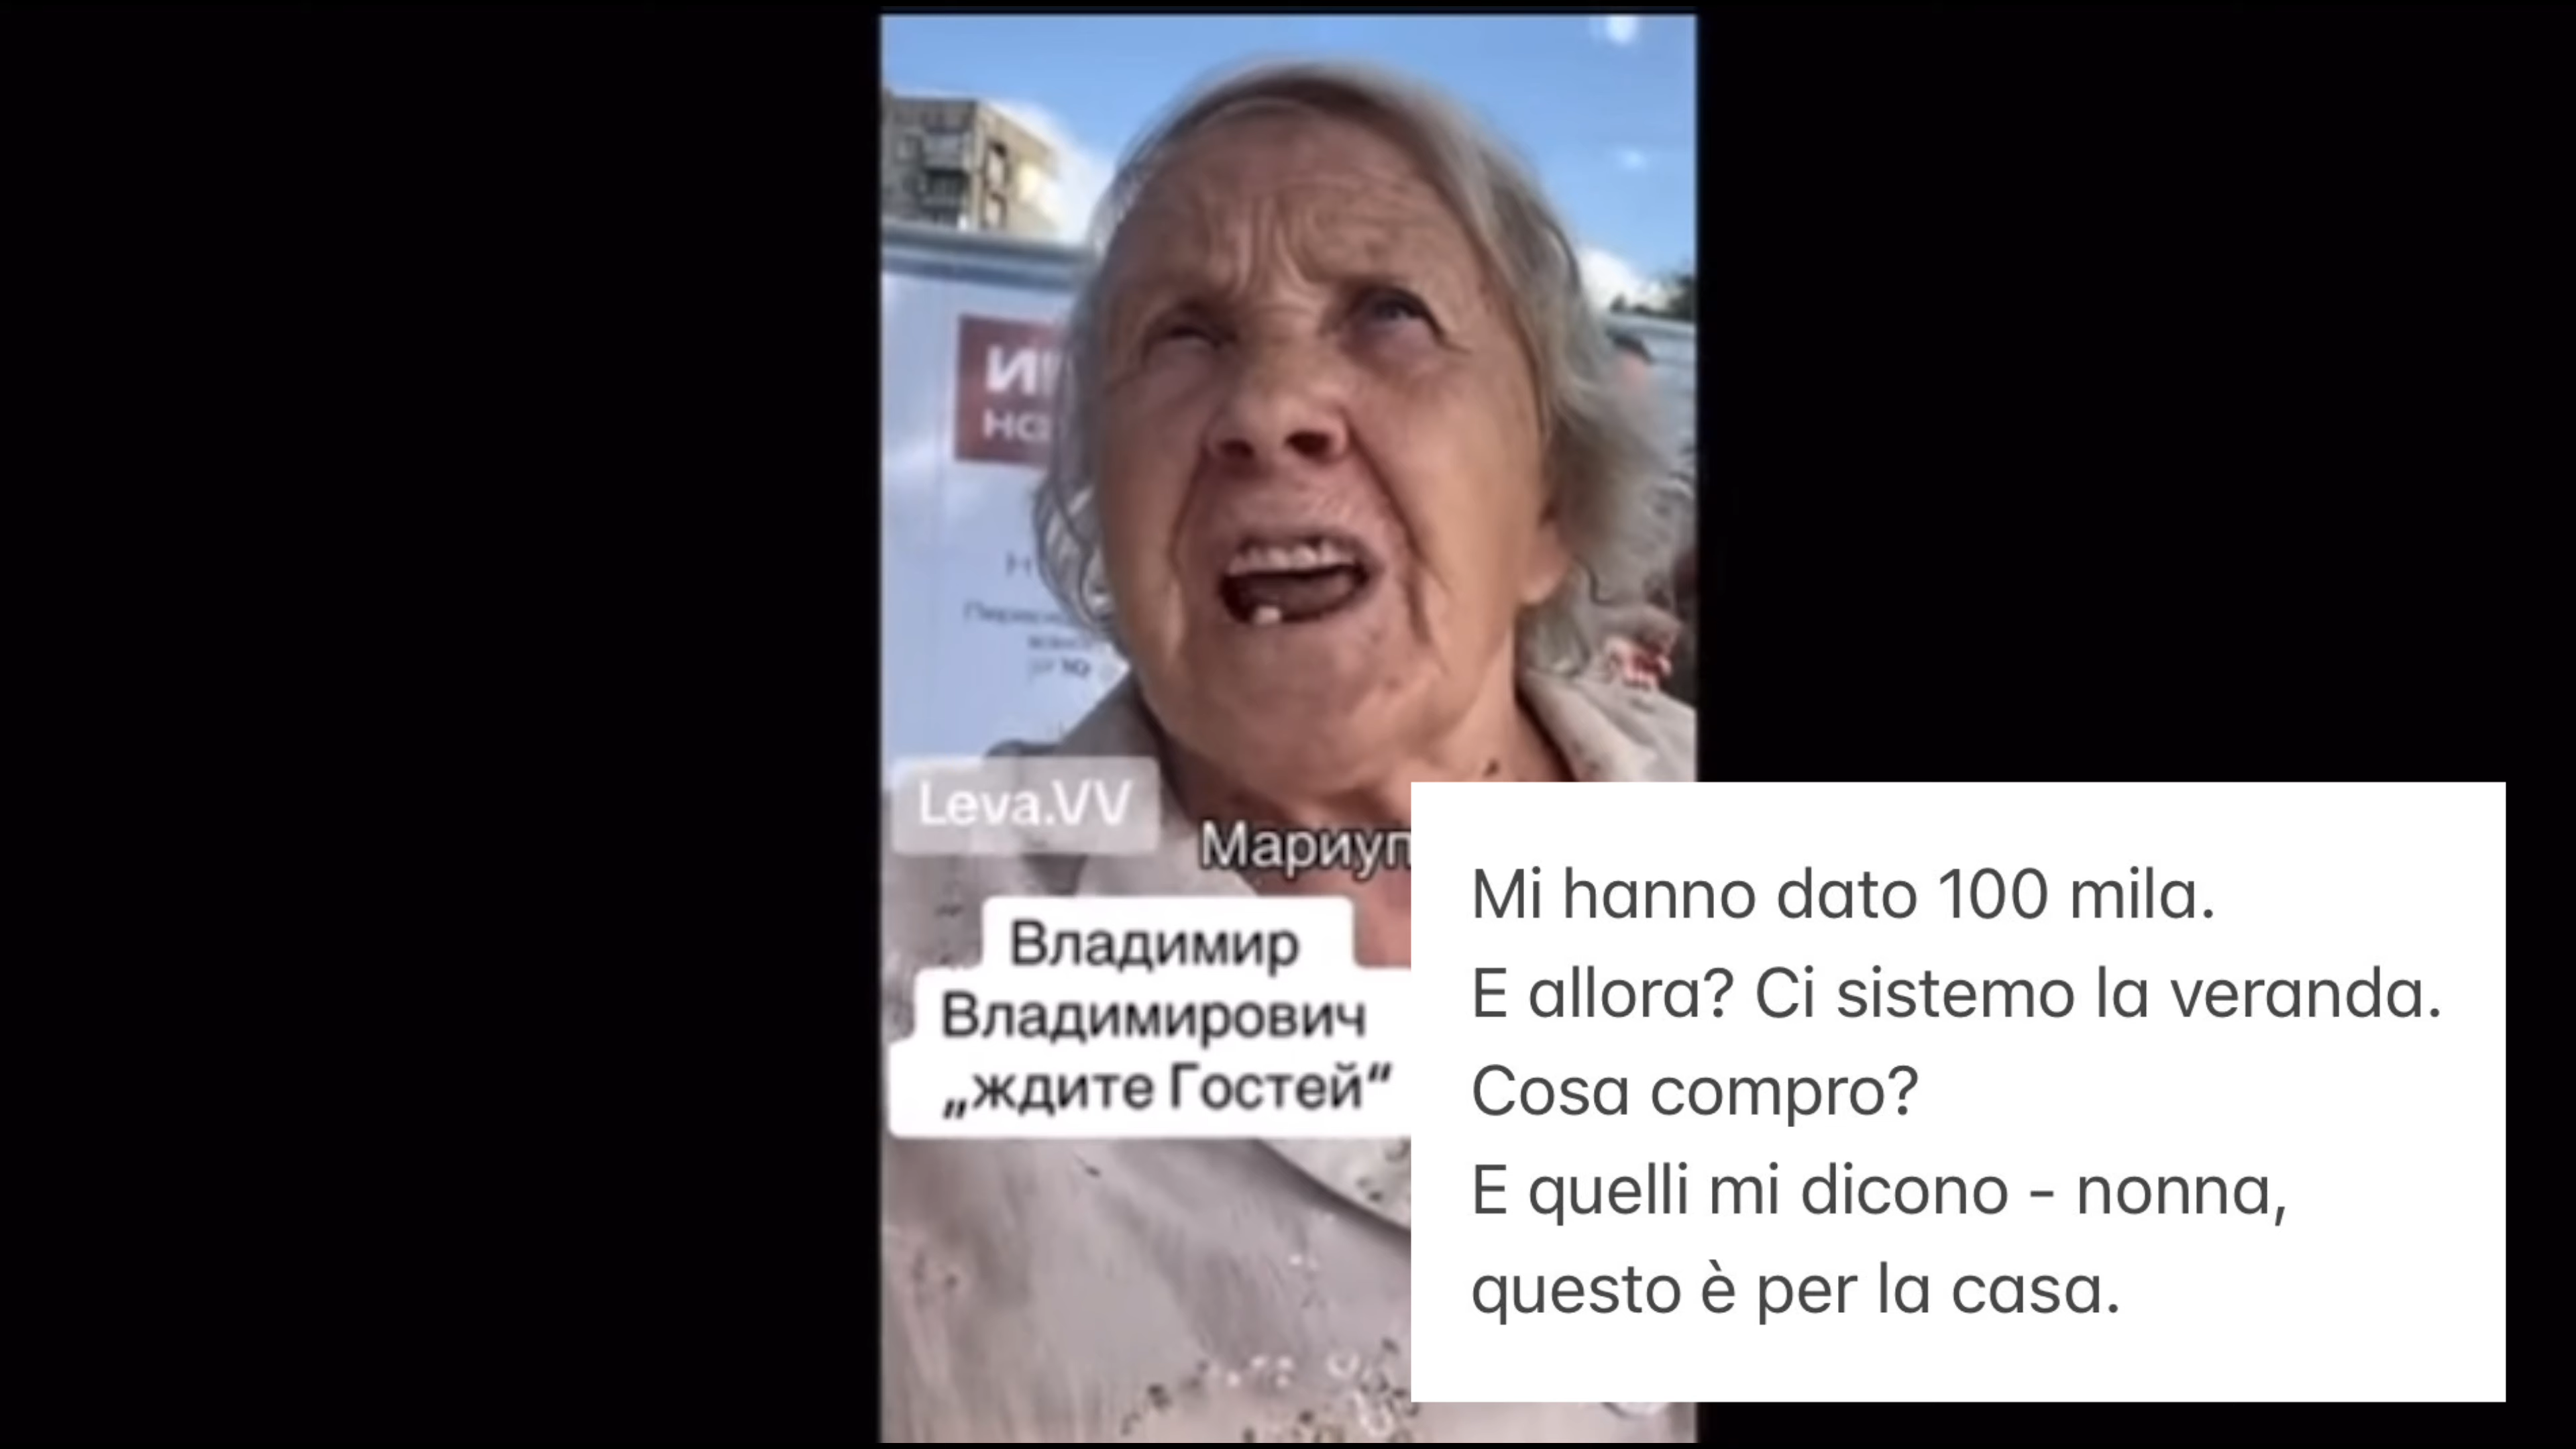 Leva.VV
Владимир
Владимирович
„ждите Гостей“
Mi hanno dato 100 mila.
E allora? Ci sistemo la veranda.
Cosa compro?
E quelli mi dicono - nonna,
questo è per la casa.